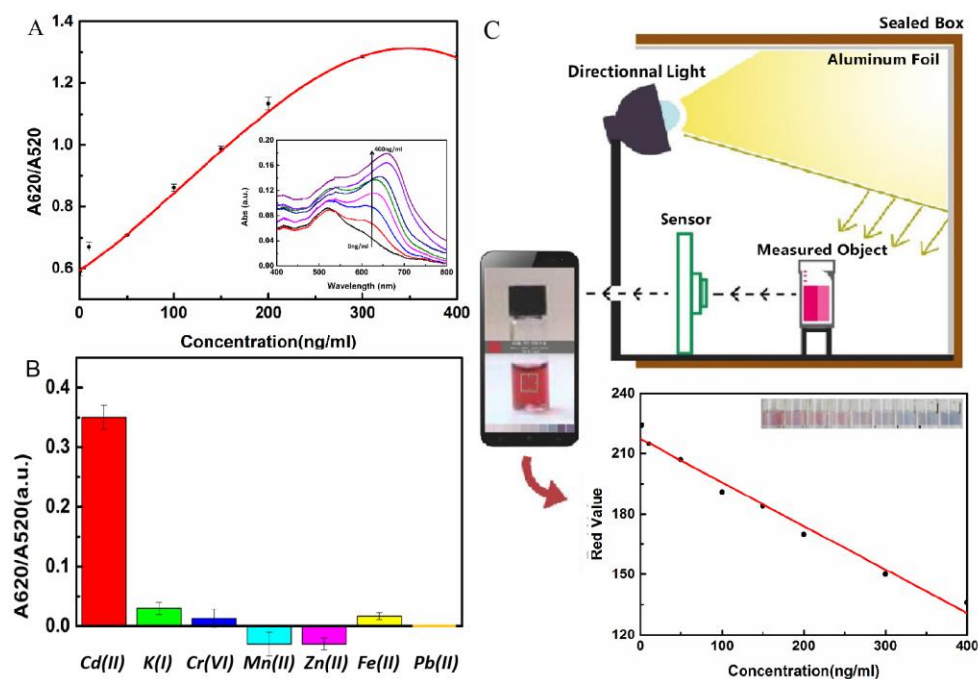 A
1.4
1.2
1.0
0.8
0.6
A620/A520
0.20
0.16
0.12
0.08
0.04
0.00
Abs (a.u.)
400ng/ml
0ng/ml
400 500 600 700 800
Wavelength (nm)
0 50 100 150 200 300 400
Concentration(ng/ml)
B
0.4
0.3
0.2
0.1
0.0
A620/A520(a.u.)
Cd(II) K(I) Cr(VI) Mn(II) Zn(II) Fe(II) Pb(II)
C
Sealed Box
Aluminum Foil
Directionnal Light
Sensor
Measured Object
240
210
180
150
120
Red Value
0 100 200 300 400
Concentration(ng/ml)